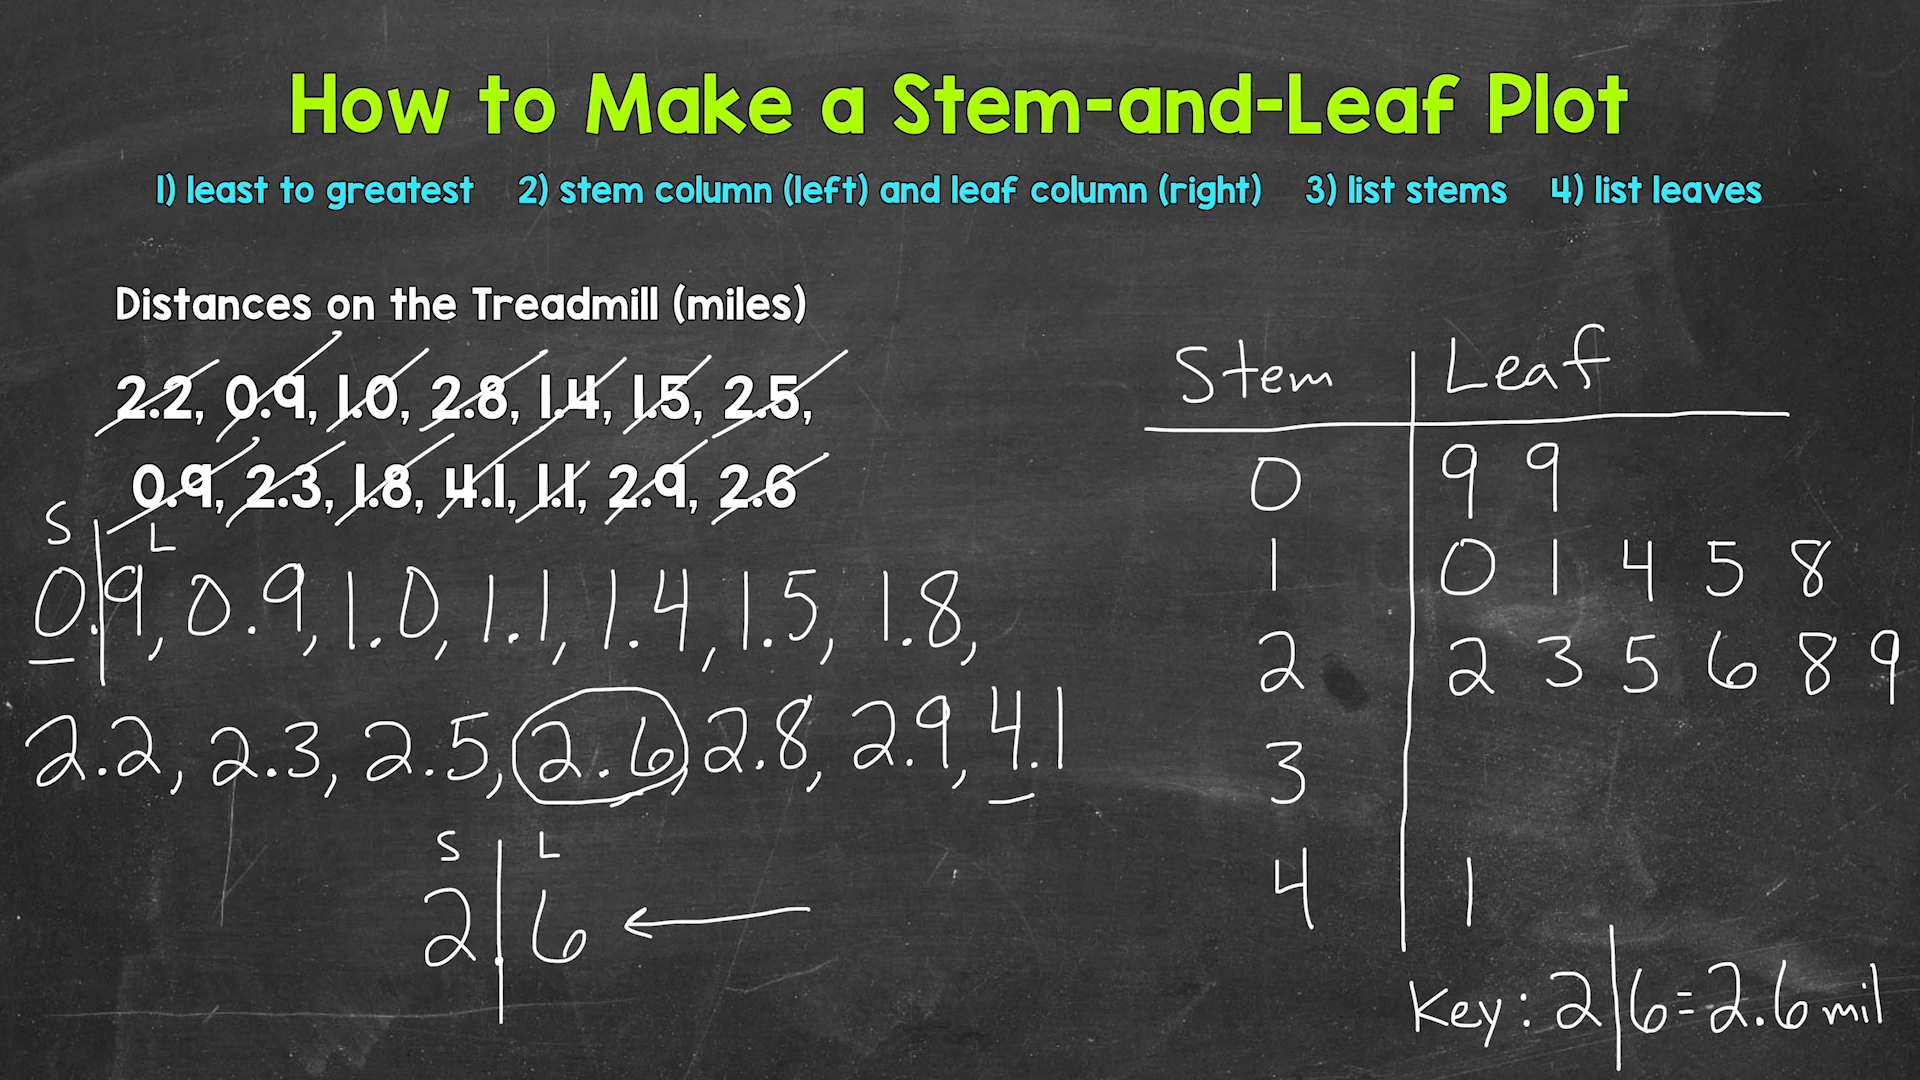 How to Make a Stem-and-Leaf Plot
1) least to greatest 2) stem column (left) and leaf column (right) 3) list stems 4) list leaves
Distances on the Treadmill (miles)
2.2, 0.9, 1.0, 2.8, 1.4, 1.5, 2.5,
0.9, 2.3, 1.8, 4.1, 1.1, 2.9, 2.6
S L
0.9, 0.9, 1.0, 1.1, 1.4, 1.5, 1.8,
2.2, 2.3, 2.5, 2.6, 2.8, 2.9, 4.1
S L
2.6
Stem Leaf
0 9 9
1 0 1 4 5 8
2 2 3 5 6 8 9
3
4 1
Key: 2|6=2.6 mil